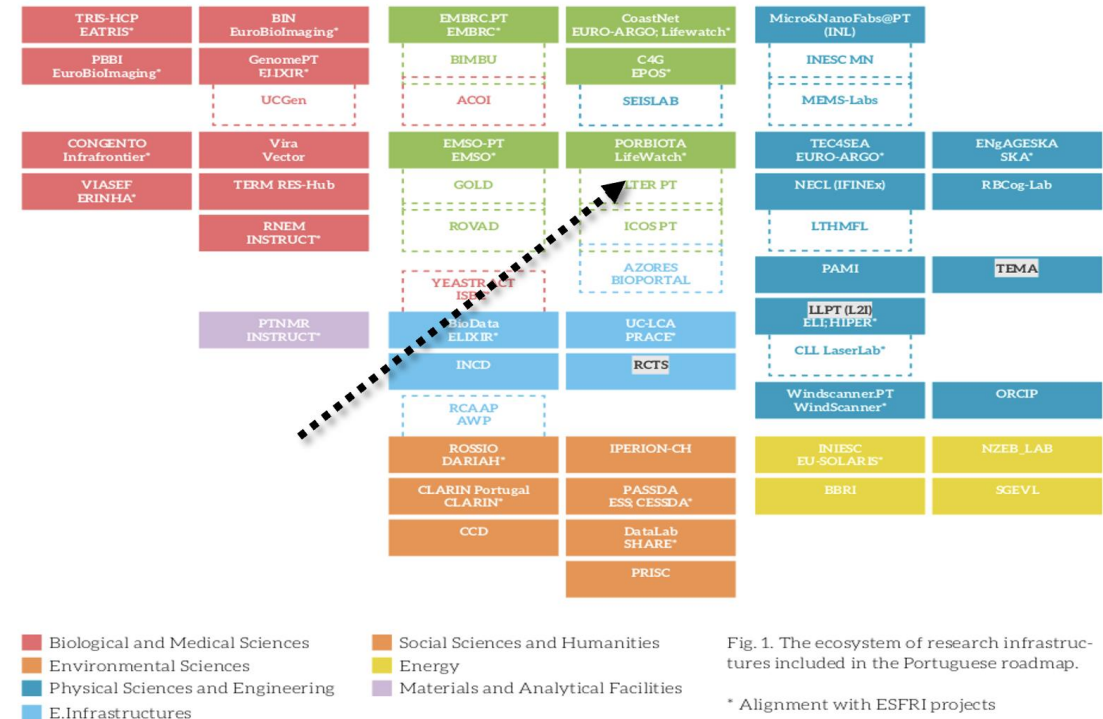 TRIS-HCP
EATRIS*
BIN
EuroBioImaging*
EMBRC.PT
EMBRC*
CoastNet
EURO-ARGO; Lifewatch*
Micro&NanoFabs@PT
(INL)
PBBI
EuroBioImaging*
GenomePT
ELIXIR*
BIMBU
C4G
EPOS*
INESC MN
UCGen
ACOI
SEISLAB
MEMS-Labs
CONGENTO
Infrafrontier*
Vira
Vector
EMSO-PT
EMSO*
PORBIOTA
LifeWatch*
TEC4SEA
EURO-ARGO*
ENgAGESKA
SKA*
VIASEF
ERINHA*
TERM RES-Hub
GOLD
LTER PT
NECL (IFINEx)
RBCog-Lab
RNEM
INSTRUCT*
ROVAD
ICOS PT
LTHMFL
YEASTRACT
AZORES
BIOPORTAL
PAMI
TEMA
PTNMR
INSTRUCT*
BioData
ELIXIR*
UC-LCA
PRACE*
LLPT (L2I)
ELI; HIPER*
INCD
RCTS
CLL LaserLab*
RCAAP
AWP
Windscanner.PT
WindScanner*
ORCIP
ROSSIO
DARIAH*
IPERION-CH
INIESC
EU-SOLARIS*
NZEB_LAB
CLARIN Portugal
CLARIN*
PASSDA
ESS; CESSDA*
BBRI
SGEVL
CCD
DataLab
SHARE*
PRISC
Biological and Medical Sciences
Environmental Sciences
Physical Sciences and Engineering
E.Infrastructures
Social Sciences and Humanities
Energy
Materials and Analytical Facilities
Fig. 1. The ecosystem of research infrastruc-
tures included in the Portuguese roadmap.
* Alignment with ESFRI projects